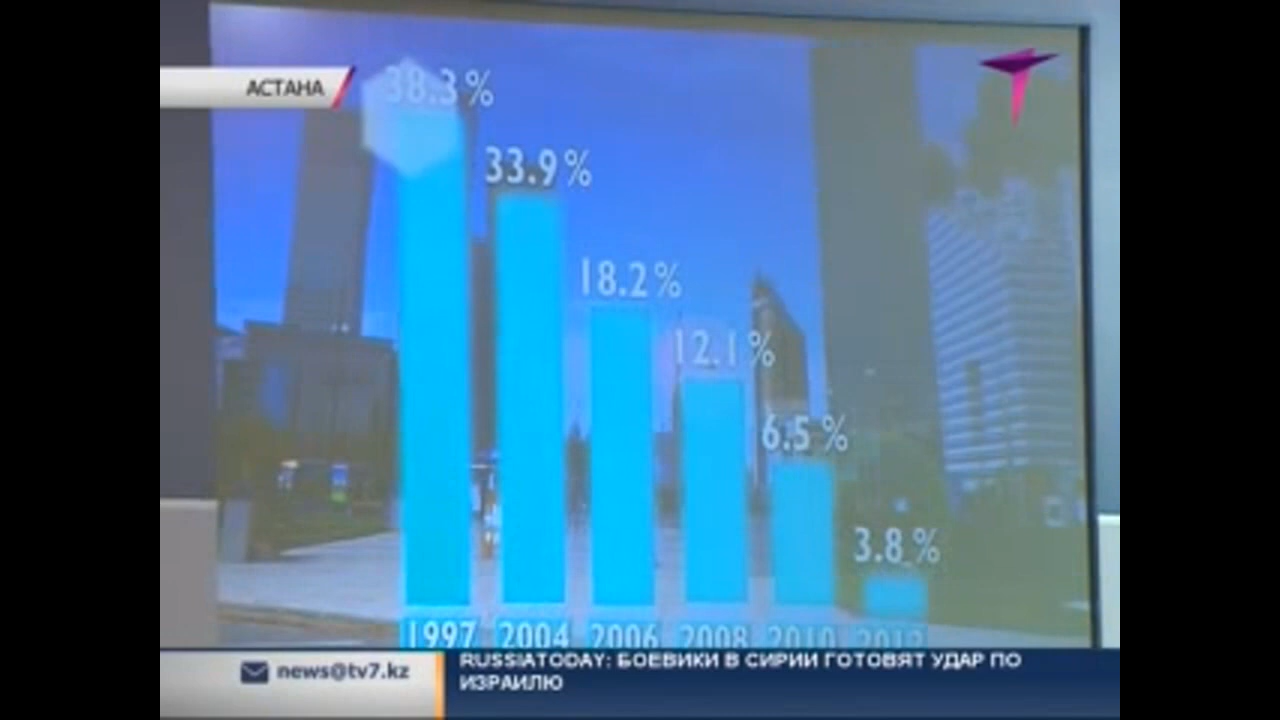 АСТАНА
38.3%
33.9%
18.2%
12.1%
6.5%
3.8%
1997 2004 2006 2008 2010 2012
news@tv7.kz
RUSSIATODAY: БОЕВИКИ В СИРИИ ГОТОВЯТ УДАР ПО
ИЗРАИЛЮ